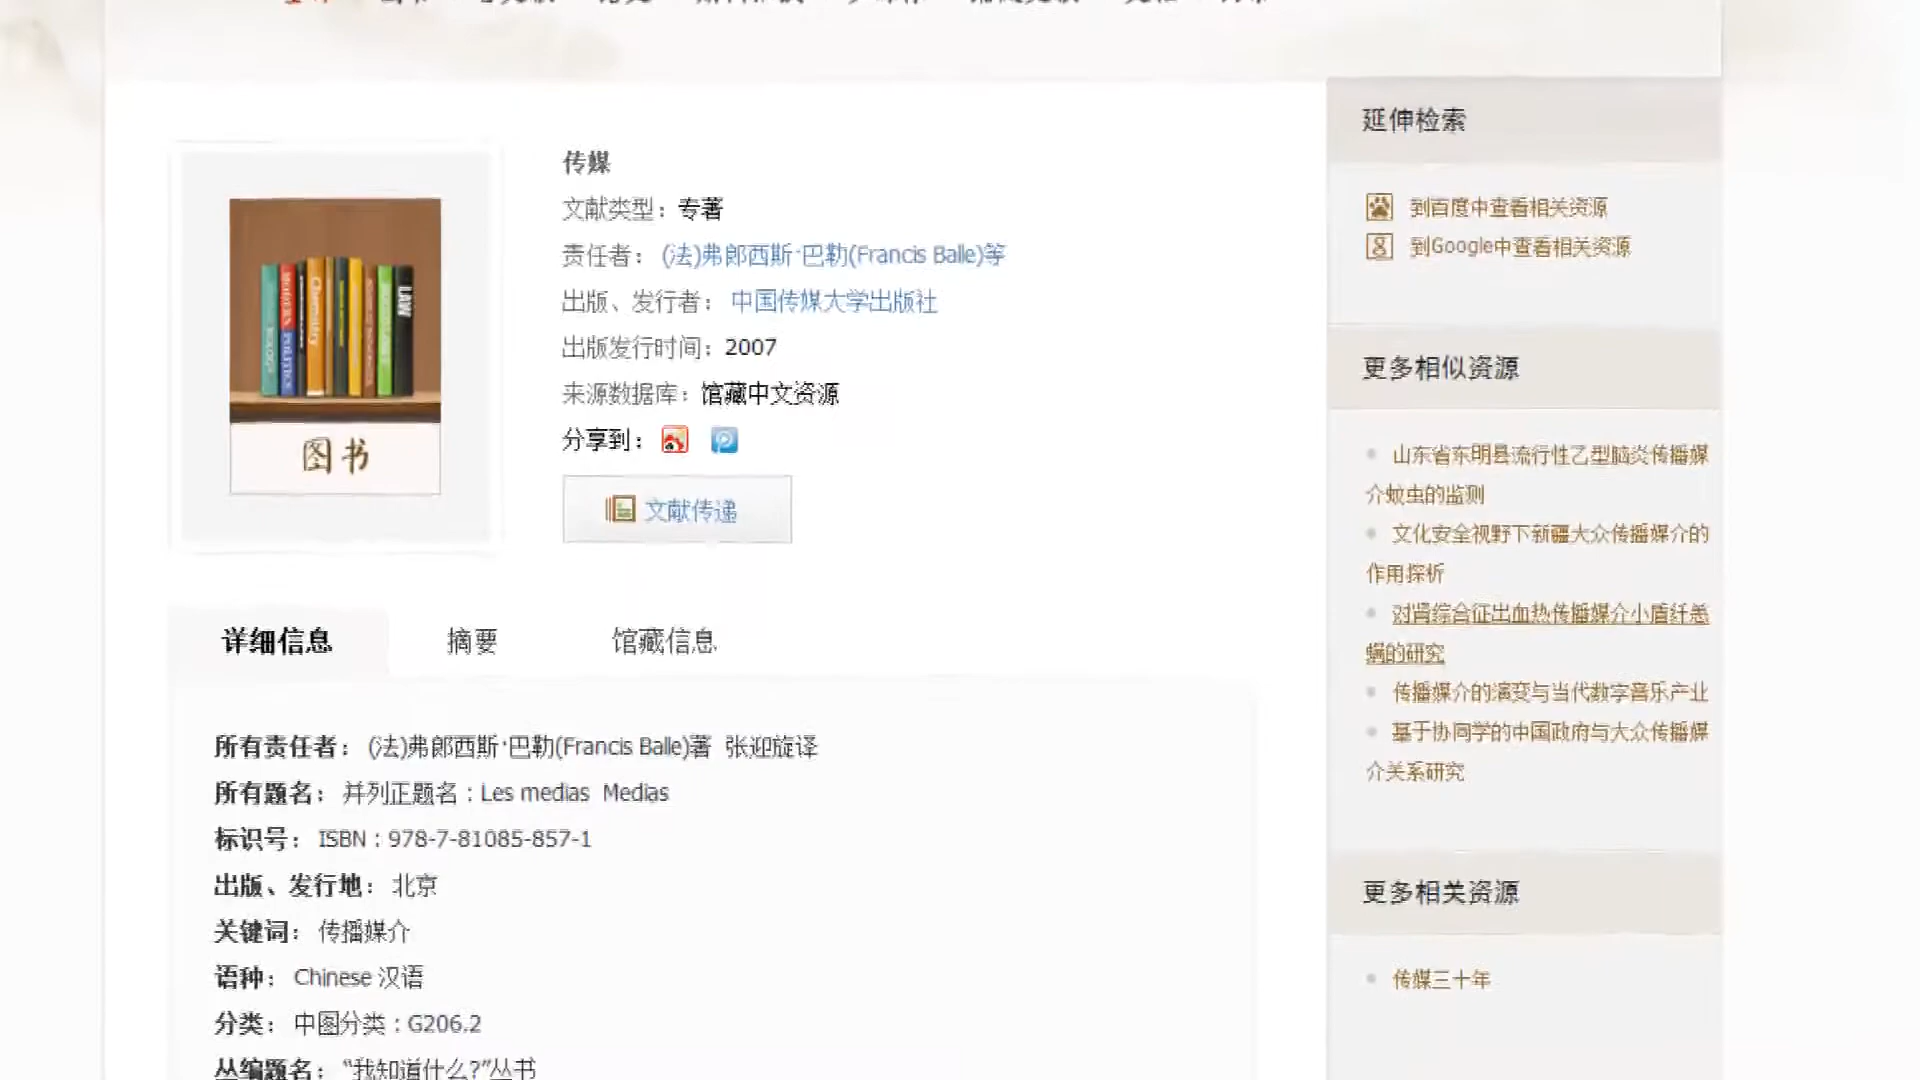 传媒
文献类型：专著
责任者：(法)弗郎西斯·巴勒(Francis Balle)等
出版、发行者：中国传媒大学出版社
出版发行时间：2007
来源数据库：馆藏中文资源
分享到：
文献传递
图书
详细信息 摘要 馆藏信息
所有责任者：(法)弗郎西斯·巴勒(Francis Balle)著 张迎旋译
所有题名：并列正题名 : Les medias Medias
标识号：ISBN : 978-7-81085-857-1
出版、发行地：北京
关键词：传播媒介
语种：Chinese 汉语
分类：中图分类 : G206.2
丛编题名：“我知道什么?”丛书
延伸检索
到百度中查看相关资源
到Google中查看相关资源
更多相似资源
山东省东明县流行性乙型脑炎传播媒
介蚊虫的监测
文化安全视野下新疆大众传播媒介的
作用探析
对肾综合征出血热传播媒介小盾纤恙
螨的研究
传播媒介的演变与当代数字音乐产业
基于协同学的中国政府与大众传播媒
介关系研究
更多相关资源
传媒三十年